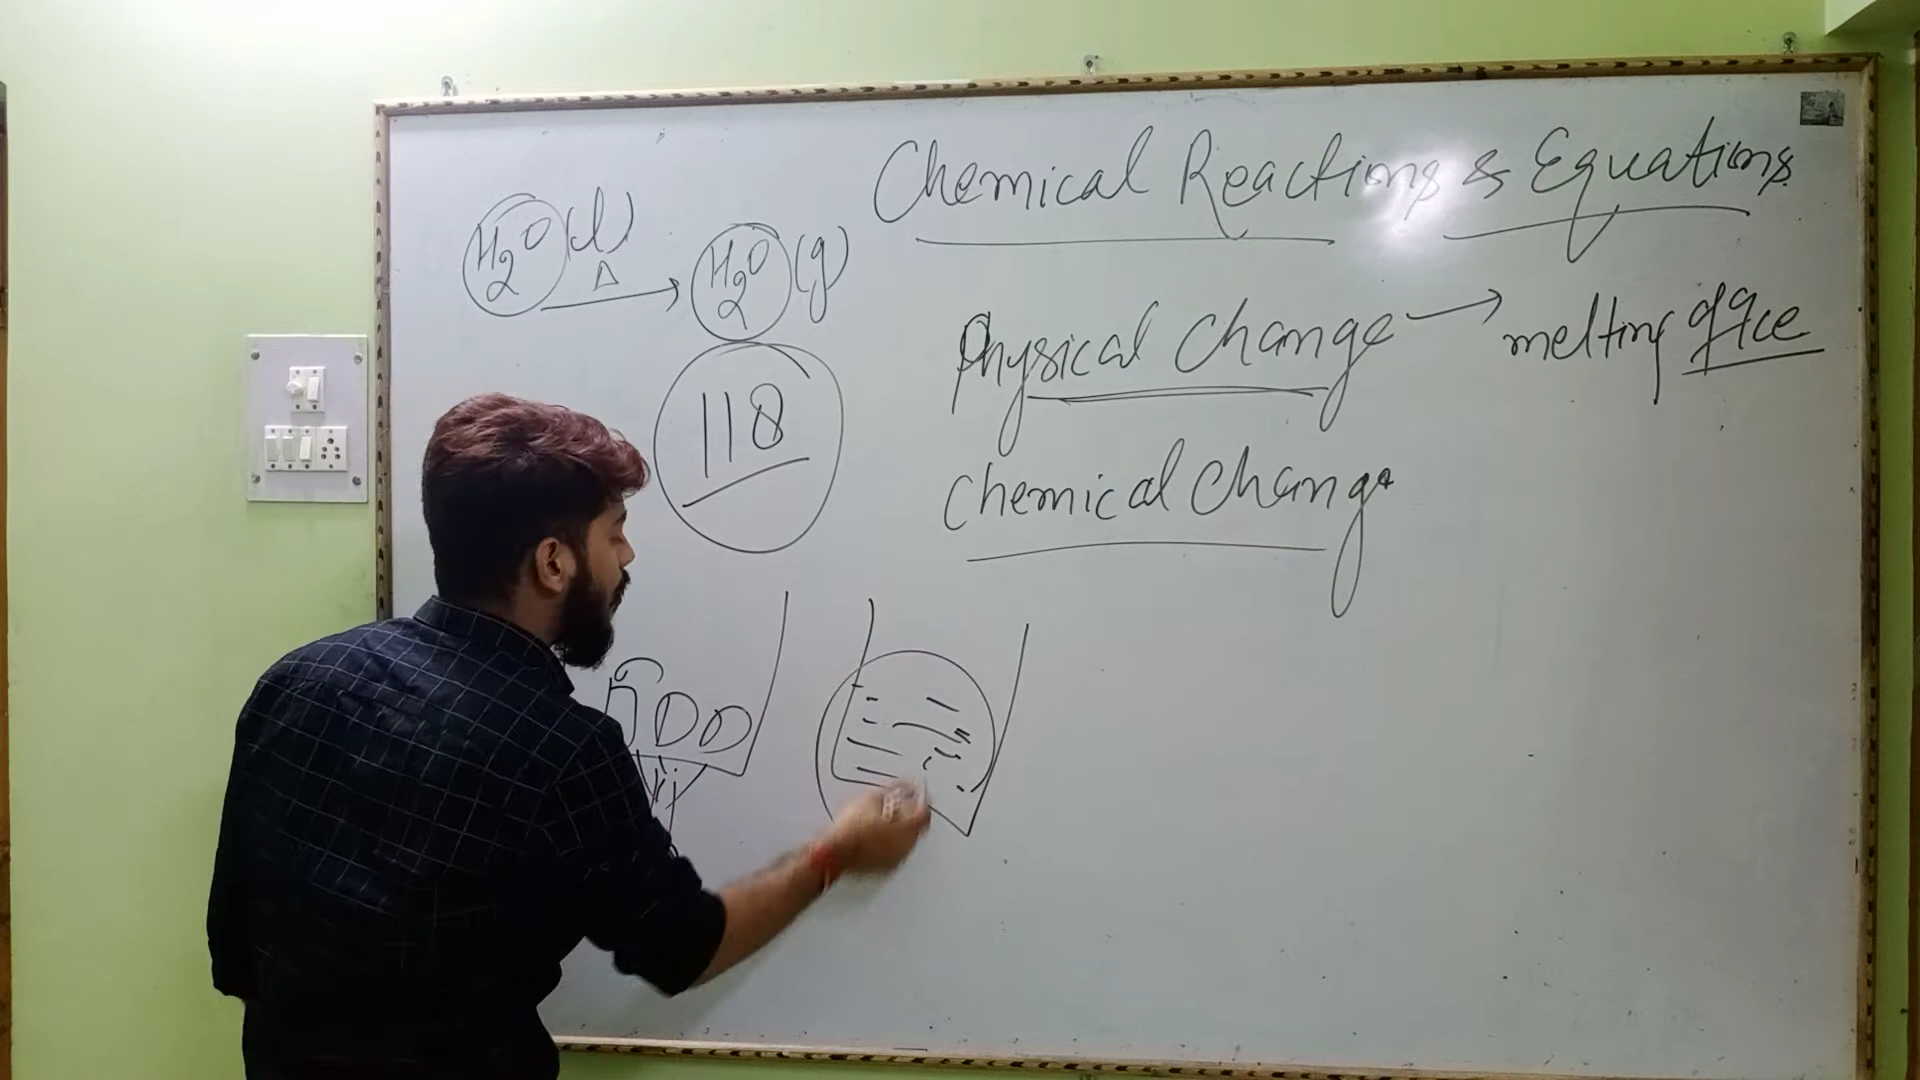 Chemical Reactions & Equations
H2O (l) Δ → H2O (g)
Physical Change → melting of Ice
118
Chemical Change